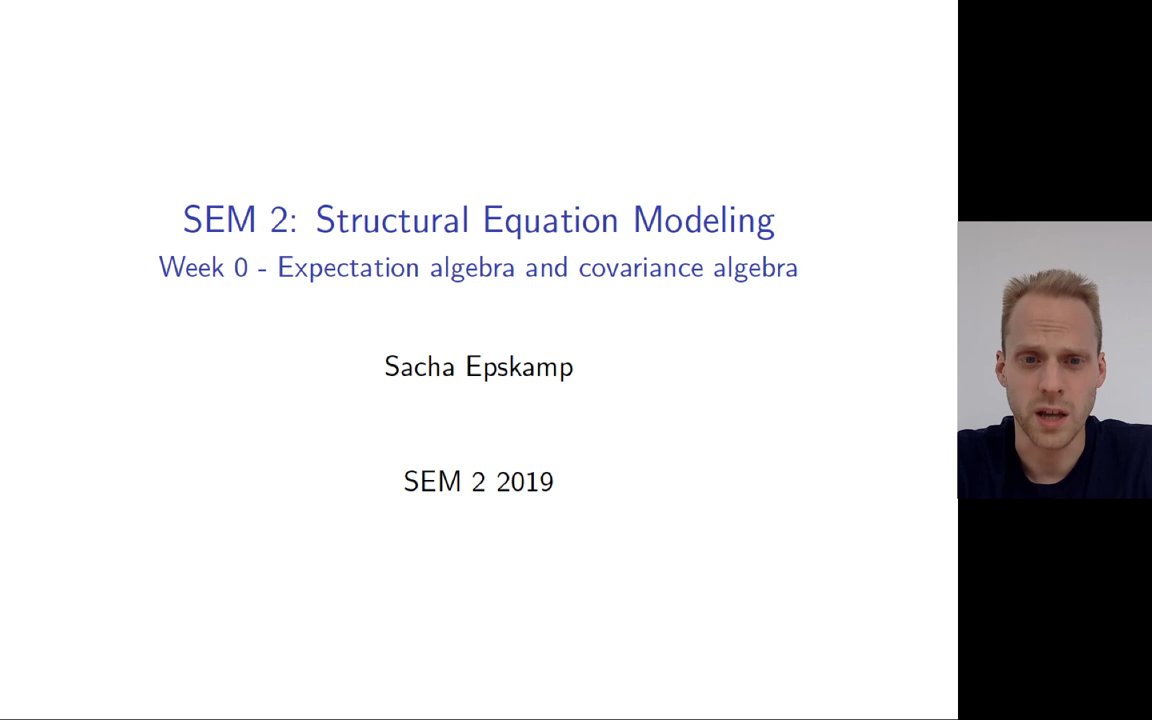 SEM 2: Structural Equation Modeling
Week 0 - Expectation algebra and covariance algebra
Sacha Epskamp
SEM 2 2019